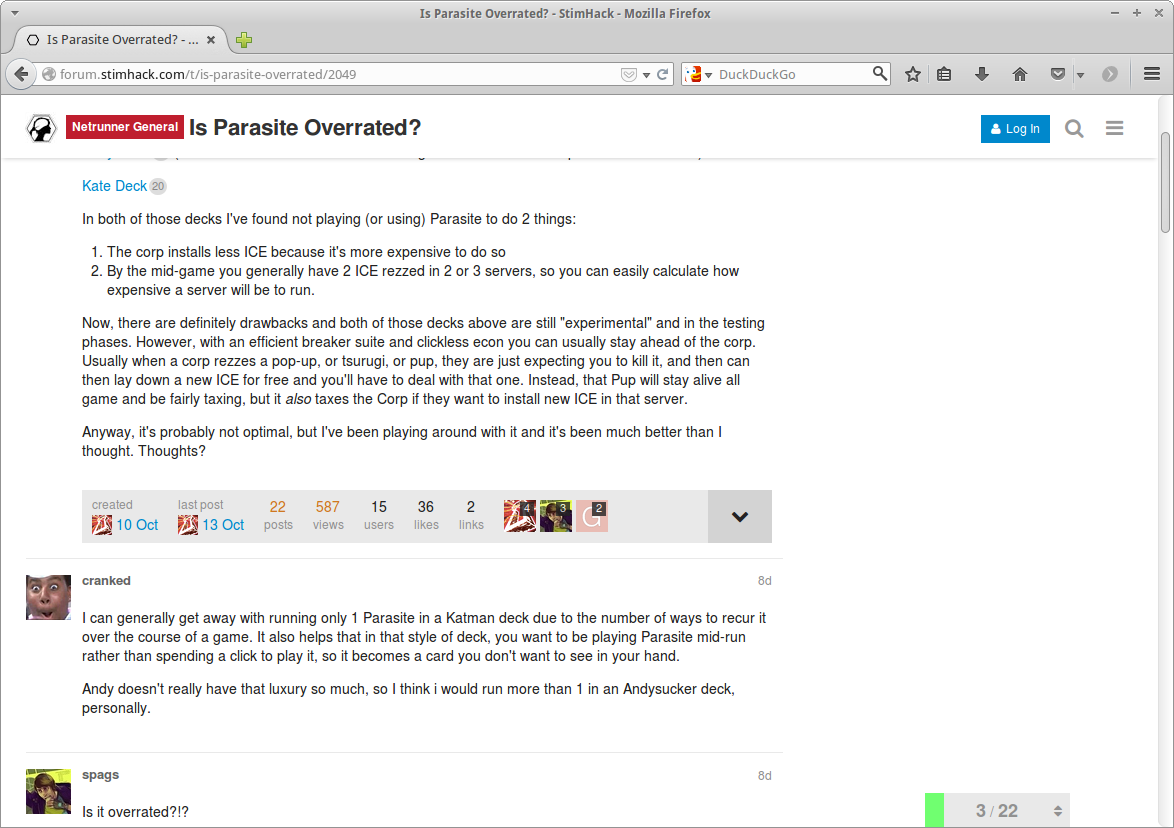 Is Parasite Overrated? - StimHack - Mozilla Firefox
Is Parasite Overrated? - ...
forum.stimhack.com/t/is-parasite-overrated/2049
DuckDuckGo
Netrunner General Is Parasite Overrated?
Log In
Kate Deck 20
In both of those decks I've found not playing (or using) Parasite to do 2 things:
1. The corp installs less ICE because it's more expensive to do so
2. By the mid-game you generally have 2 ICE rezzed in 2 or 3 servers, so you can easily calculate how
expensive a server will be to run.
Now, there are definitely drawbacks and both of those decks above are still "experimental" and in the testing
phases. However, with an efficient breaker suite and clickless econ you can usually stay ahead of the corp.
Usually when a corp rezzes a pop-up, or tsurugi, or pup, they are just expecting you to kill it, and then can
then lay down a new ICE for free and you'll have to deal with that one. Instead, that Pup will stay alive all
game and be fairly taxing, but it also taxes the Corp if they want to install new ICE in that server.
Anyway, it's probably not optimal, but I've been playing around with it and it's been much better than I
thought. Thoughts?
created last post 22 587 15 36 2 4 3 2
10 Oct 13 Oct posts views users likes links G
cranked 8d
I can generally get away with running only 1 Parasite in a Katman deck due to the number of ways to recur it
over the course of a game. It also helps that in that style of deck, you want to be playing Parasite mid-run
rather than spending a click to play it, so it becomes a card you don't want to see in your hand.
Andy doesn't really have that luxury so much, so I think i would run more than 1 in an Andysucker deck,
personally.
spags 8d
Is it overrated?!?
3 / 22